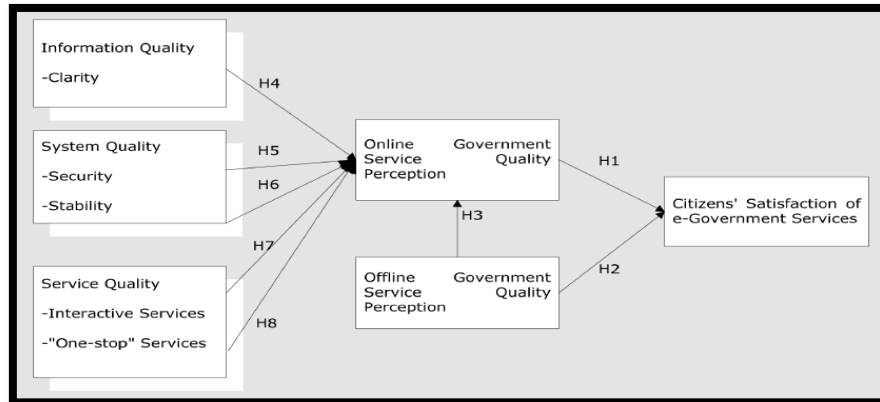 Information Quality
-Clarity
H4
System Quality
-Security
-Stability
H5
H6
Online Government
Service Quality
Perception
H1
Citizens' Satisfaction of
e-Government Services
H3
H2
H7
Offline Government
Service Quality
Perception
Service Quality
-Interactive Services
-"One-stop" Services
H8